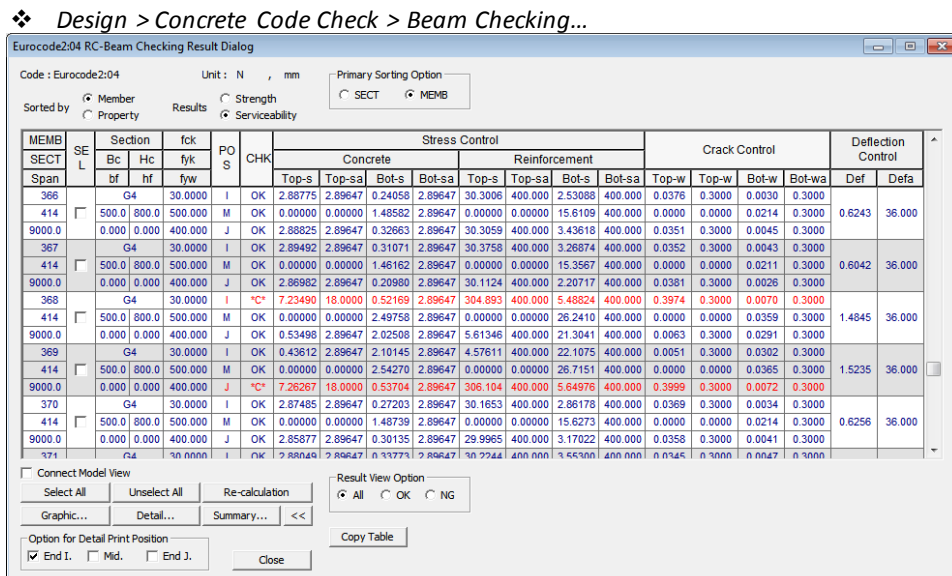 ❖ Design > Concrete Code Check > Beam Checking...
Eurocode2:04 RC-Beam Checking Result Dialog
Code : Eurocode2:04 Unit : N , mm Primary Sorting Option
SECT MEMB
Sorted by Member Property Results Strength Serviceability
MEMB SEL Section fck POS CHK Stress Control Crack Control Deflection Control
SECT Bc Hc fyk Concrete Reinforcement
Span bf hf fyw Top-s Top-sa Bot-s Bot-sa Top-s Top-sa Bot-s Bot-sa Top-w Top-wa Bot-w Bot-wa Def Defa
366 G4 30.0000 I OK 2.88775 2.89647 0.24058 2.89647 30.3006 400.000 2.53088 400.000 0.0376 0.3000 0.0030 0.3000
414 500.0 800.0 500.000 M OK 0.00000 0.00000 1.48582 2.89647 0.00000 0.00000 15.6109 400.000 0.0000 0.0000 0.0214 0.3000 0.6243 36.000
9000.0 0.000 0.000 400.000 J OK 2.88825 2.89647 0.32663 2.89647 30.3059 400.000 3.43618 400.000 0.0351 0.3000 0.0045 0.3000
367 G4 30.0000 I OK 2.89492 2.89647 0.31071 2.89647 30.3758 400.000 3.26874 400.000 0.0352 0.3000 0.0043 0.3000
414 500.0 800.0 500.000 M OK 0.00000 0.00000 1.46162 2.89647 0.00000 0.00000 15.3567 400.000 0.0000 0.0000 0.0211 0.3000 0.6042 36.000
9000.0 0.000 0.000 400.000 J OK 2.86982 2.89647 0.20980 2.89647 30.1124 400.000 2.20717 400.000 0.0381 0.3000 0.0026 0.3000
368 G4 30.0000 I *C* 7.23490 18.0000 0.52169 2.89647 304.893 400.000 5.48824 400.000 0.3974 0.3000 0.0070 0.3000
414 500.0 800.0 500.000 M OK 0.00000 0.00000 2.49758 2.89647 0.00000 0.00000 26.2410 400.000 0.0000 0.0000 0.0359 0.3000 1.4845 36.000
9000.0 0.000 0.000 400.000 J OK 0.53498 2.89647 2.02508 2.89647 5.61346 400.000 21.3041 400.000 0.0063 0.3000 0.0291 0.3000
369 G4 30.0000 I OK 0.43612 2.89647 2.10145 2.89647 4.57611 400.000 22.1075 400.000 0.0051 0.3000 0.0302 0.3000
414 500.0 800.0 500.000 M OK 0.00000 0.00000 2.54270 2.89647 0.00000 0.00000 26.7151 400.000 0.0000 0.0000 0.0365 0.3000 1.5235 36.000
9000.0 0.000 0.000 400.000 J *C* 7.26267 18.0000 0.53704 2.89647 306.104 400.000 5.64976 400.000 0.3999 0.3000 0.0072 0.3000
370 G4 30.0000 I OK 2.87485 2.89647 0.27203 2.89647 30.1653 400.000 2.86178 400.000 0.0369 0.3000 0.0034 0.3000
414 500.0 800.0 500.000 M OK 0.00000 0.00000 1.48739 2.89647 0.00000 0.00000 15.6273 400.000 0.0000 0.0000 0.0214 0.3000 0.6256 36.000
9000.0 0.000 0.000 400.000 J OK 2.85877 2.89647 0.30135 2.89647 29.9965 400.000 3.17022 400.000 0.0358 0.3000 0.0041 0.3000
371 G4 30.0000 I OK 2.88049 2.89647 0.33773 2.89647 30.2244 400.000 3.55300 400.000 0.0345 0.3000 0.0047 0.3000
Connect Model View
Select All Unselect All Re-calculation
Graphic... Detail... Summary... <<
Result View Option
All OK NG
Copy Table
Option for Detail Print Position
End I. Mid. End J.
Close